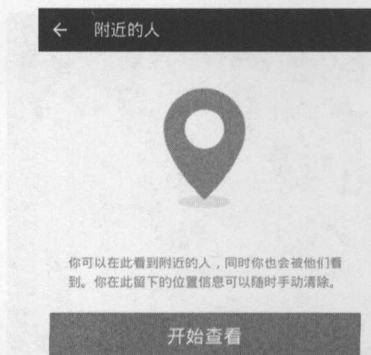 附近的人
你可以在此看到附近的人，同时你也会被他们看
到。你在此留下的位置信息可以随时手动清除。
开始查看